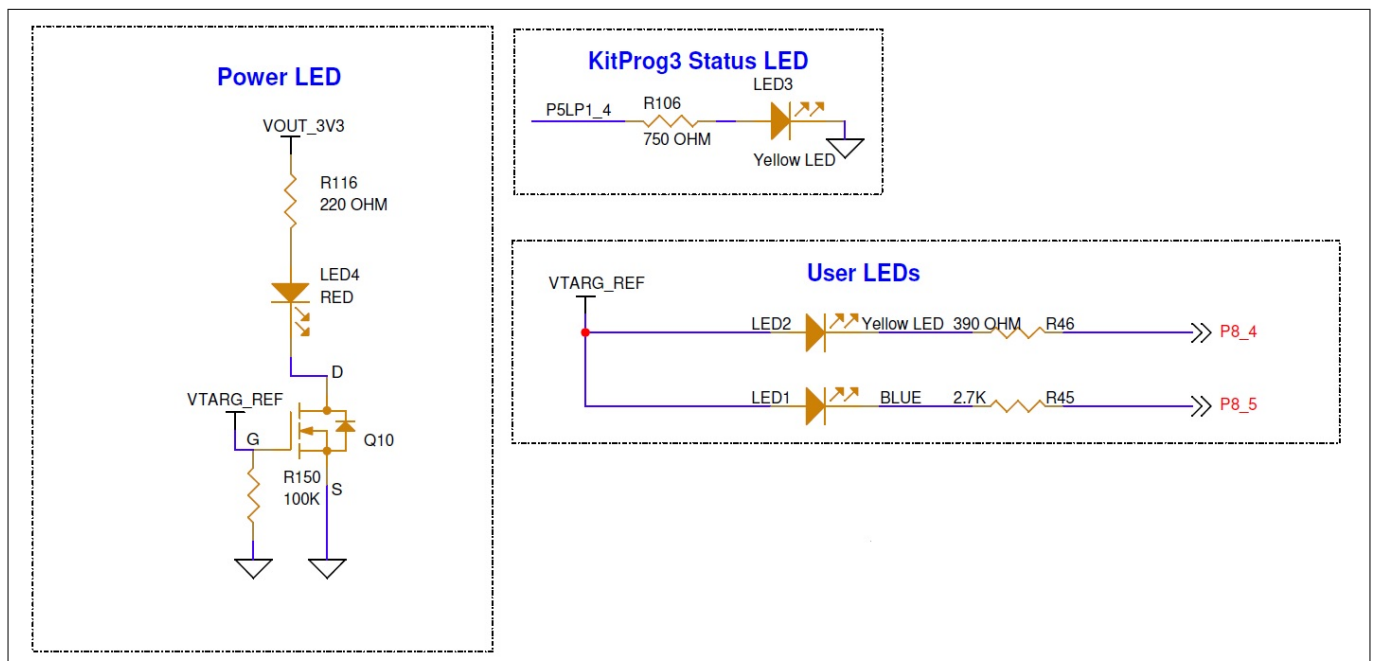 Power LED
VOUT_3V3
R116
220 OHM
LED4
RED
D
VTARG_REF
G
Q10
R150
100K
S
KitProg3 Status LED
LED3
P5LP1_4
R106
750 OHM
Yellow LED
User LEDs
VTARG_REF
LED2 Yellow LED 390 OHM R46 P8_4
LED1 BLUE 2.7K R45 P8_5